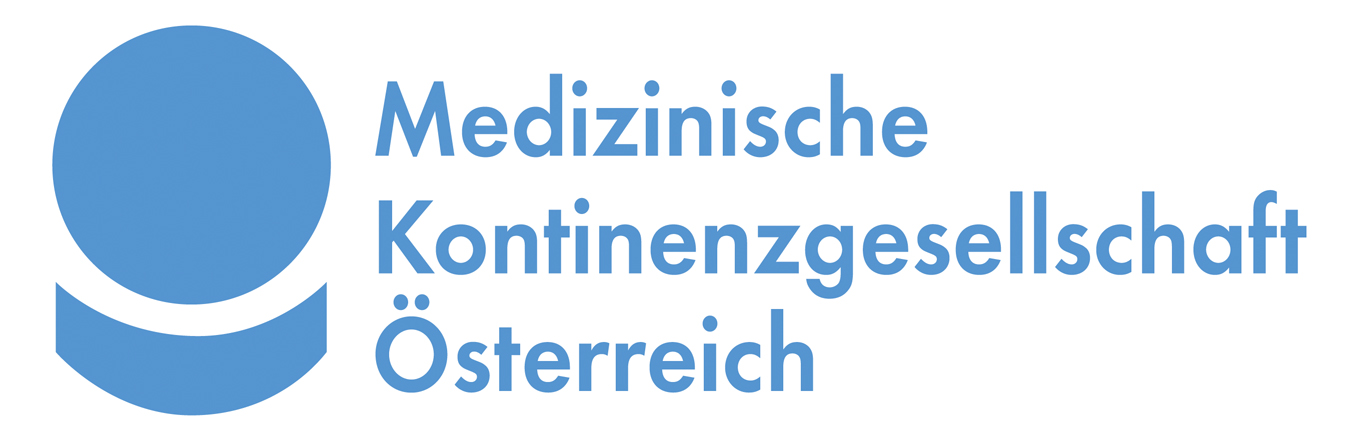 Medizinische
Kontinenzgesellschaft
Österreich